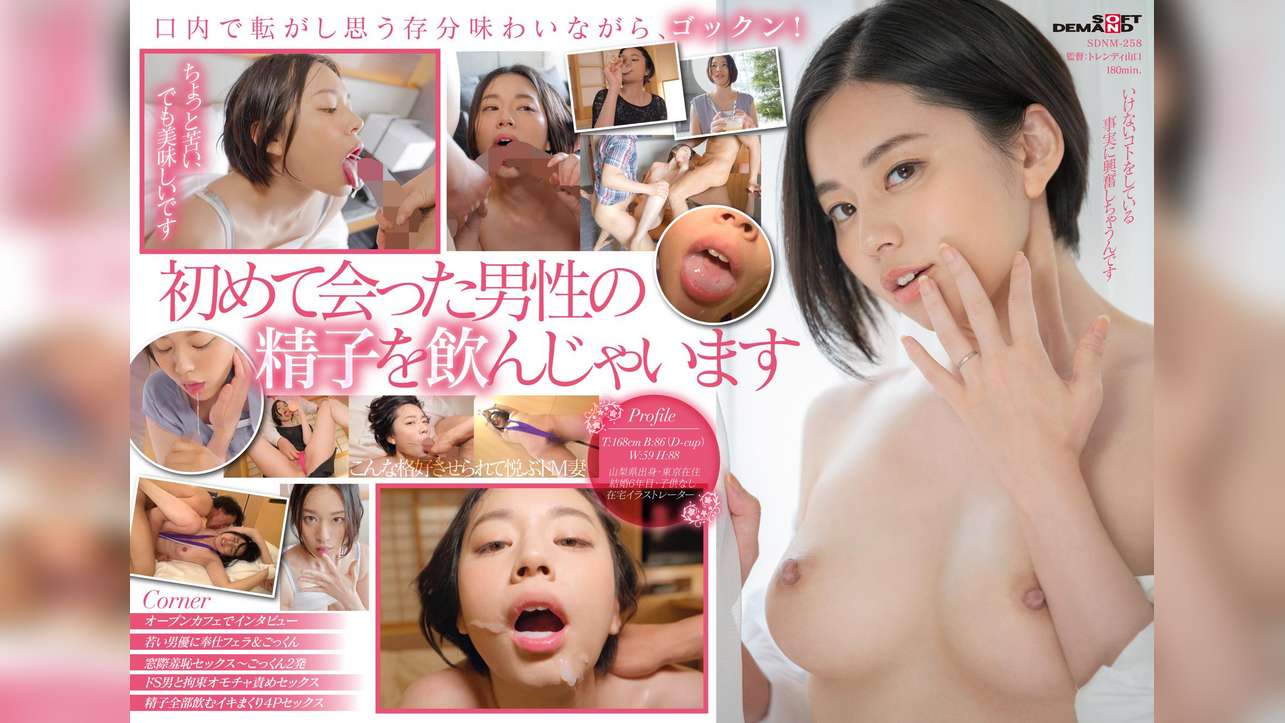 口内で転がし思う存分味わいながら、ゴックン!
ちょっと苦い、
でも美味しいです
初めて会った男性の
精子を飲んじゃいます
こんな格好させられて悦ぶドM妻
Profile
T:168cm B:86(D-cup)
W:59 H:88
山梨県出身・東京在住
結婚6年目・子供なし
在宅イラストレーター
Corner
オープンカフェでインタビュー
若い男優に奉仕フェラ&ごっくん
窓際羞恥セックス〜ごっくん2発
ドS男と拘束オモチャ責めセックス
精子全部飲むイキまくり4Pセックス
SOFT
DEMAND
SDNM-258
監督:トレンディ山口
180min.
いけないコトをしている
事実に興奮しちゃうんです